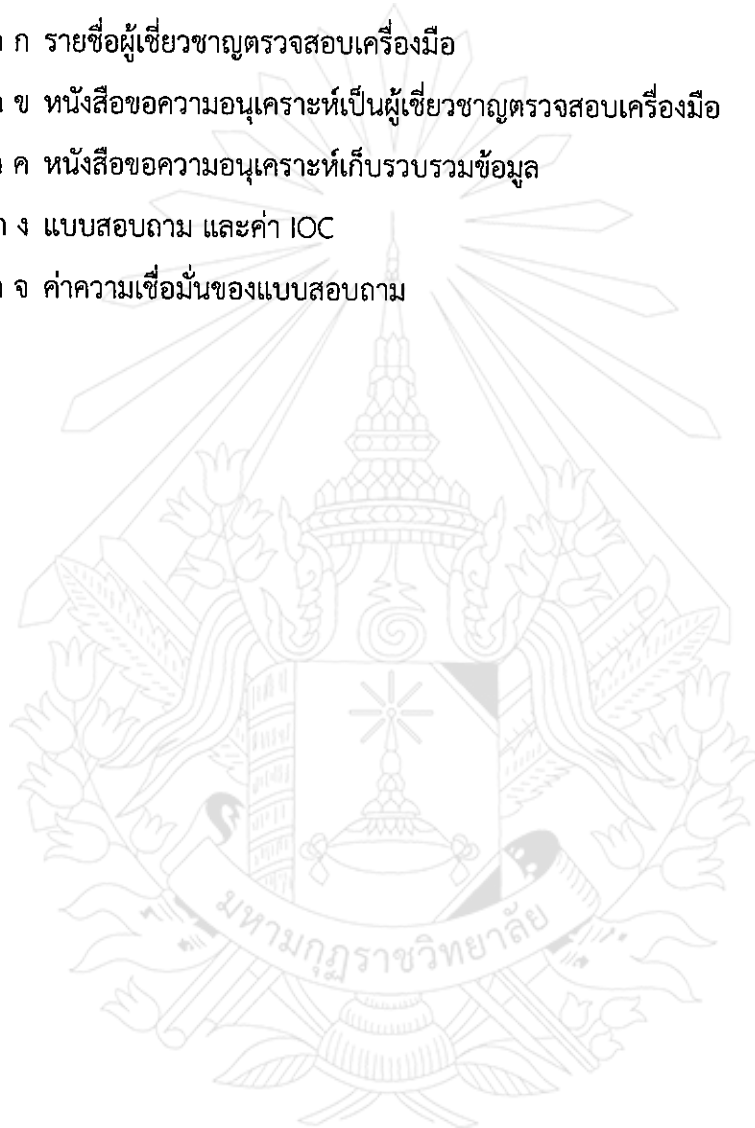 ก รายชื่อผู้เชี่ยวชาญตรวจสอบเครื่องมือ
ข หนังสือขอความอนุเคราะห์เป็นผู้เชี่ยวชาญตรวจสอบเครื่องมือ
ค หนังสือขอความอนุเคราะห์เก็บรวบรวมข้อมูล
ง แบบสอบถาม และค่า IOC
จ ค่าความเชื่อมั่นของแบบสอบถาม
มหามกุฏราชวิทยาลัย